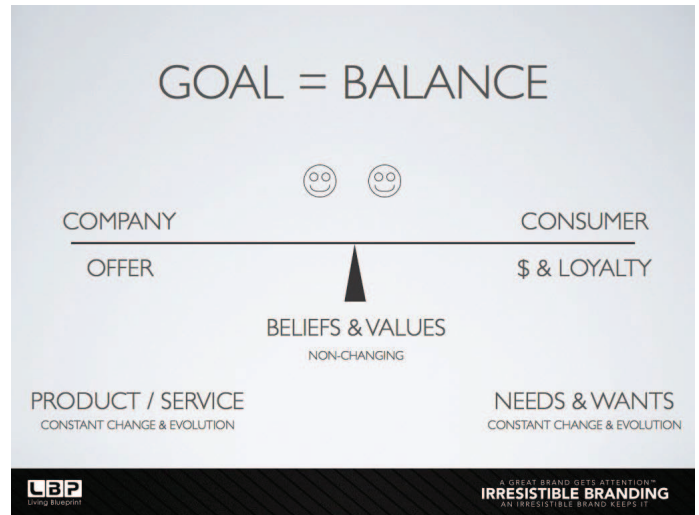 GOAL = BALANCE
COMPANY
CONSUMER
OFFER
$ & LOYALTY
BELIEFS & VALUES
NON-CHANGING
PRODUCT / SERVICE
CONSTANT CHANGE & EVOLUTION
NEEDS & WANTS
CONSTANT CHANGE & EVOLUTION
LBP
Living Blueprint
A GREAT BRAND GETS ATTENTION™
IRRESISTIBLE BRANDING
AN IRRESISTIBLE BRAND KEEPS IT